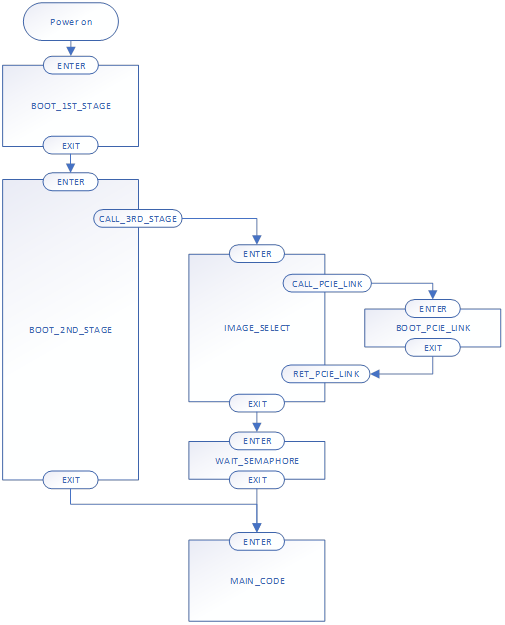 Power on
ENTER
BOOT_1ST_STAGE
EXIT
ENTER
CALL_3RD_STAGE
ENTER
CALL_PCIE_LINK
ENTER
IMAGE_SELECT
BOOT_2ND_STAGE
BOOT_PCIE_LINK
EXIT
RET_PCIE_LINK
EXIT
ENTER
WAIT_SEMAPHORE
EXIT
EXIT
ENTER
MAIN_CODE